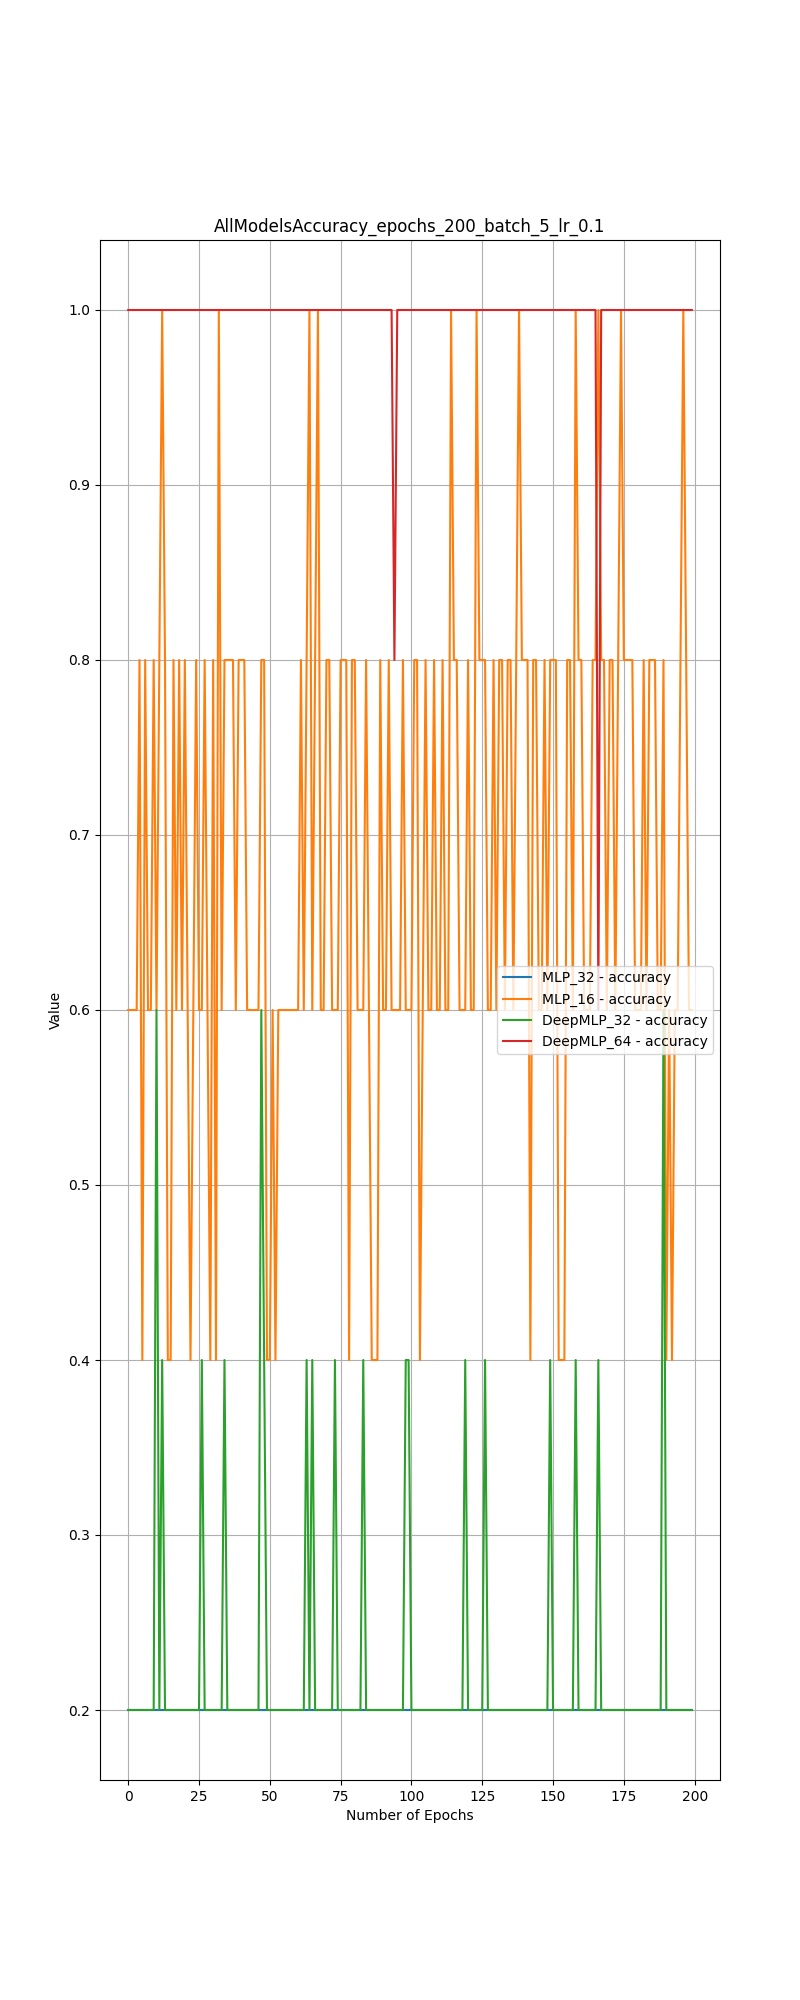 AllModelsAccuracy_epochs_200_batch_5_lr_0.1
1.0
0.9
0.8
0.7
0.6
0.5
0.4
0.3
0.2
Value
MLP_32 - accuracy
MLP_16 - accuracy
DeepMLP_32 - accuracy
DeepMLP_64 - accuracy
0 25 50 75 100 125 150 175 200
Number of Epochs